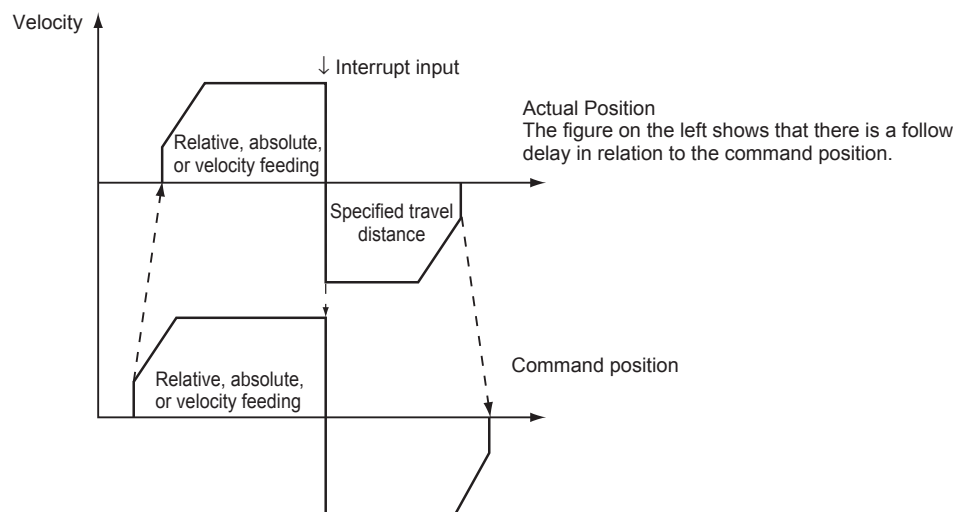 Velocity
↓ Interrupt input
Relative, absolute,
or velocity feeding
Actual Position
The figure on the left shows that there is a follow
delay in relation to the command position.
Specified travel
distance
Command position
Relative, absolute,
or velocity feeding